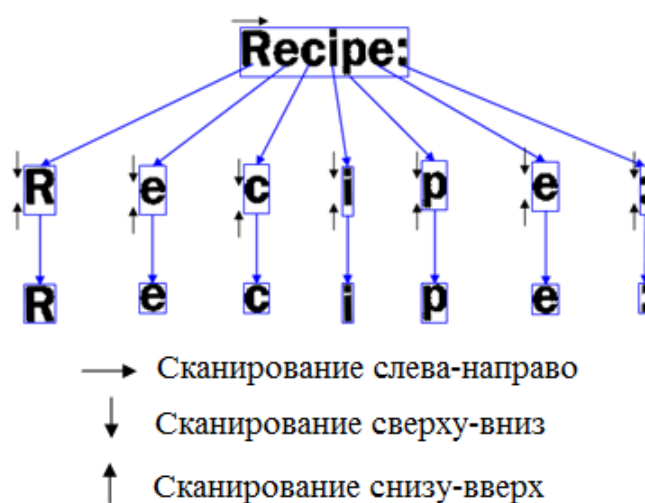 Recipe:
R e c i p e :
R e c i p e :
Сканирование слева-направо
Сканирование сверху-вниз
Сканирование снизу-вверх